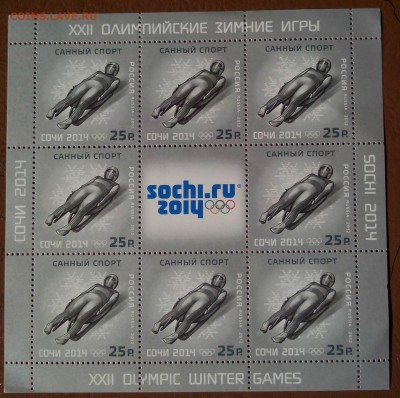 COINS.LAVE.RU
XXII ОЛИМПИЙСКИЕ ЗИМНИЕ ИГРЫ
САННЫЙ СПОРТ САННЫЙ СПОРТ САННЫЙ СПОРТ
РОССИЯ РОССИЯ РОССИЯ
СОЧИ 2014 25 Р. СОЧИ 2014 25 Р. СОЧИ 2014 25 Р.
СОЧИ 2014
САННЫЙ СПОРТ
РОССИЯ
СОЧИ 2014 25 Р.
sochi.ru
2014
САННЫЙ СПОРТ
РОССИЯ
СОЧИ 2014 25 Р.
SOCHI 2014
САННЫЙ СПОРТ САННЫЙ СПОРТ САННЫЙ СПОРТ
РОССИЯ РОССИЯ РОССИЯ
СОЧИ 2014 25 Р. СОЧИ 2014 25 Р. СОЧИ 2014 25 Р.
XXII OLYMPIC WINTER GAMES